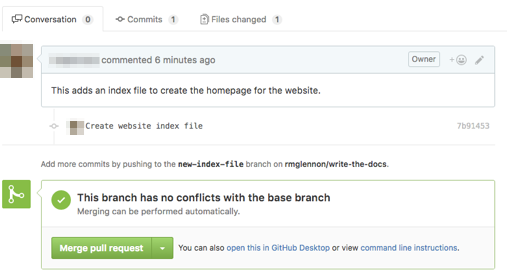 Conversation 0 Commits 1 Files changed 1
commented 6 minutes ago Owner +
This adds an index file to create the homepage for the website.
Create website index file 7b91453
Add more commits by pushing to the new-index-file branch on rmglennon/write-the-docs.
This branch has no conflicts with the base branch
Merging can be performed automatically.
Merge pull request You can also open this in GitHub Desktop or view command line instructions.